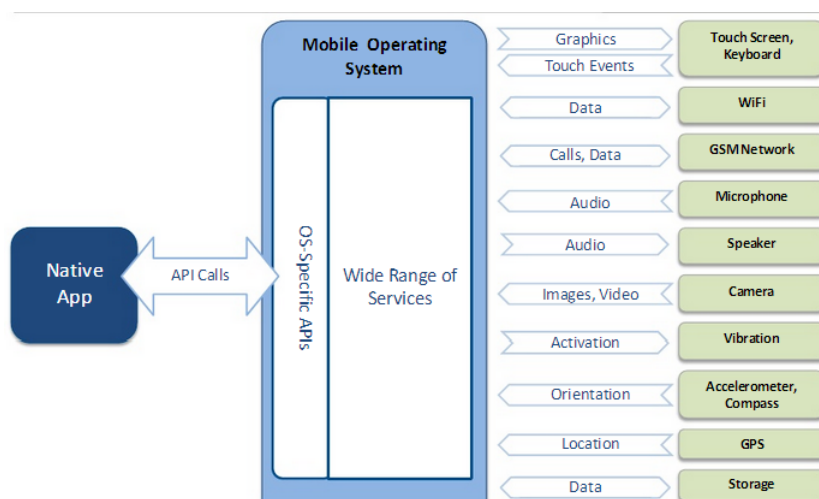 Mobile Operating
System
Graphics
Touch Events
Touch Screen,
Keyboard
Data
WiFi
Calls, Data
GSM Network
Audio
Microphone
Audio
Speaker
Images, Video
Camera
Activation
Vibration
Orientation
Accelerometer,
Compass
Location
GPS
Data
Storage
Native
App
API Calls
OS-Specific APIs
Wide Range of
Services